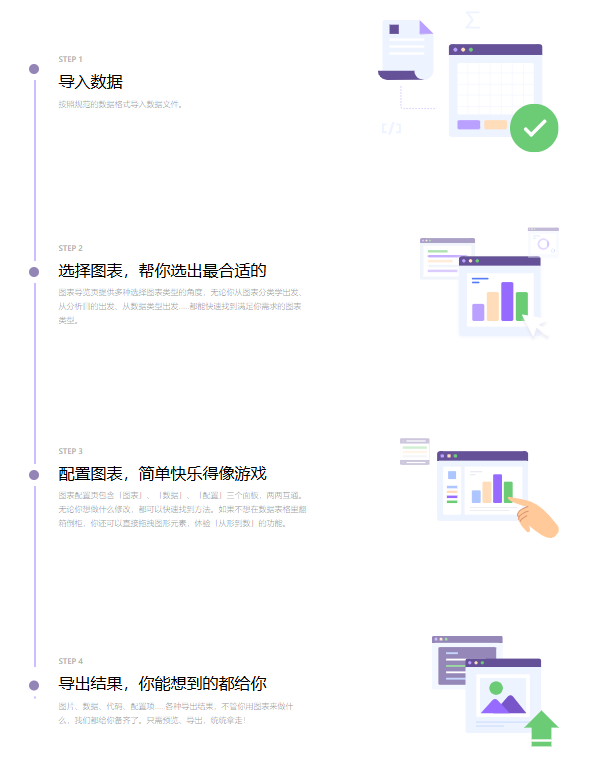 STEP 1
导入数据
按照规范的数据格式导入数据文件。
STEP 2
选择图表，帮你选出最合适的
图表导览页提供多种选择图表类型的角度，无论你从图表分类学出发、
从分析目的出发、从数据类型出发……都能快速找到满足你需求的图表
类型。
STEP 3
配置图表，简单快乐得像游戏
图表配置页包含「图表」、「数据」、「配置」三个面板，两两互通。
无论你想做什么修改，都可以快速找到方法。如果不想在数据表格里翻
箱倒柜，你还可以直接拖拽图形元素，体验「从形到数」的功能。
STEP 4
导出结果，你能想到的都给你
图片、数据、代码、配置项……各种导出结果，不管你用图表来做什
么，我们都给你备齐了。只需预览、导出，统统拿走！